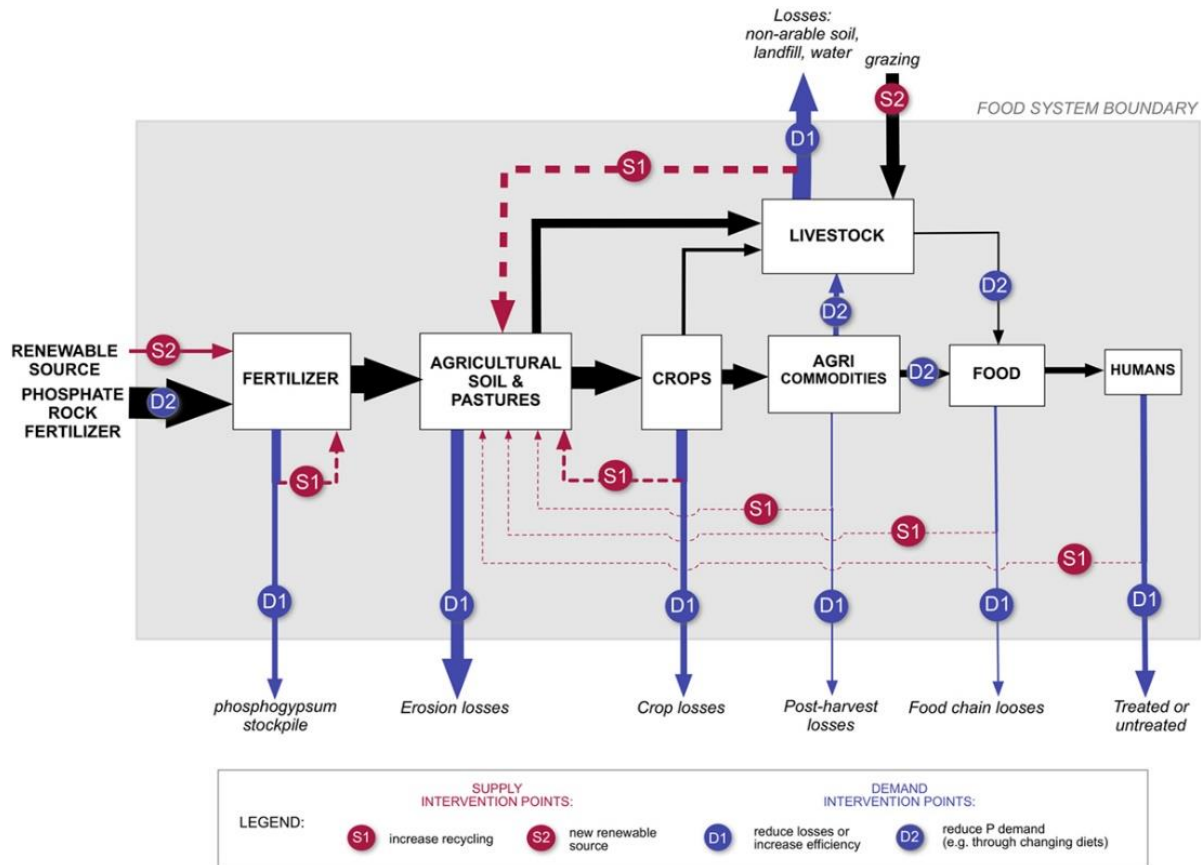 Losses:
non-arable soil,
landfill, water
grazing
S2
FOOD SYSTEM BOUNDARY
D1
S1
LIVESTOCK
D2
D2
RENEWABLE
SOURCE
S2
PHOSPHATE
ROCK
FERTILIZER
D2
FERTILIZER
AGRICULTURAL
SOIL &
PASTURES
CROPS
AGRI
COMMODITIES
D2
FOOD
HUMANS
S1
S1
S1
S1
S1
D1
D1
D1
D1
D1
D1
phosphogypsum
stockpile
Erosion losses
Crop losses
Post-harvest
losses
Food chain looses
Treated or
untreated
LEGEND:
SUPPLY
INTERVENTION POINTS:
S1
increase recycling
S2
new renewable
source
DEMAND
INTERVENTION POINTS:
D1
reduce losses or
increase efficiency
D2
reduce P demand
(e.g. through changing diets)